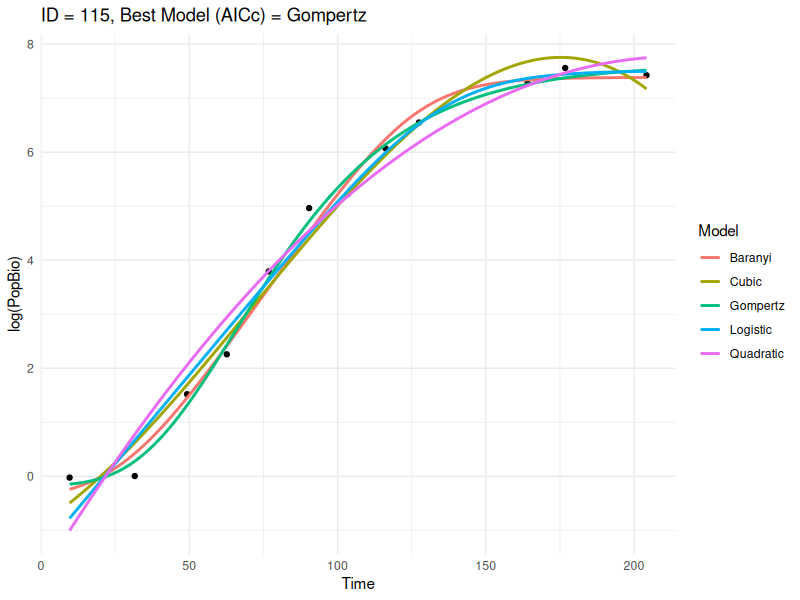 ID = 115, Best Model (AICc) = Gompertz
8
6
4
2
0
log(PopBio)
0 50 100 150 200
Time
Model
Baranyi
Cubic
Gompertz
Logistic
Quadratic